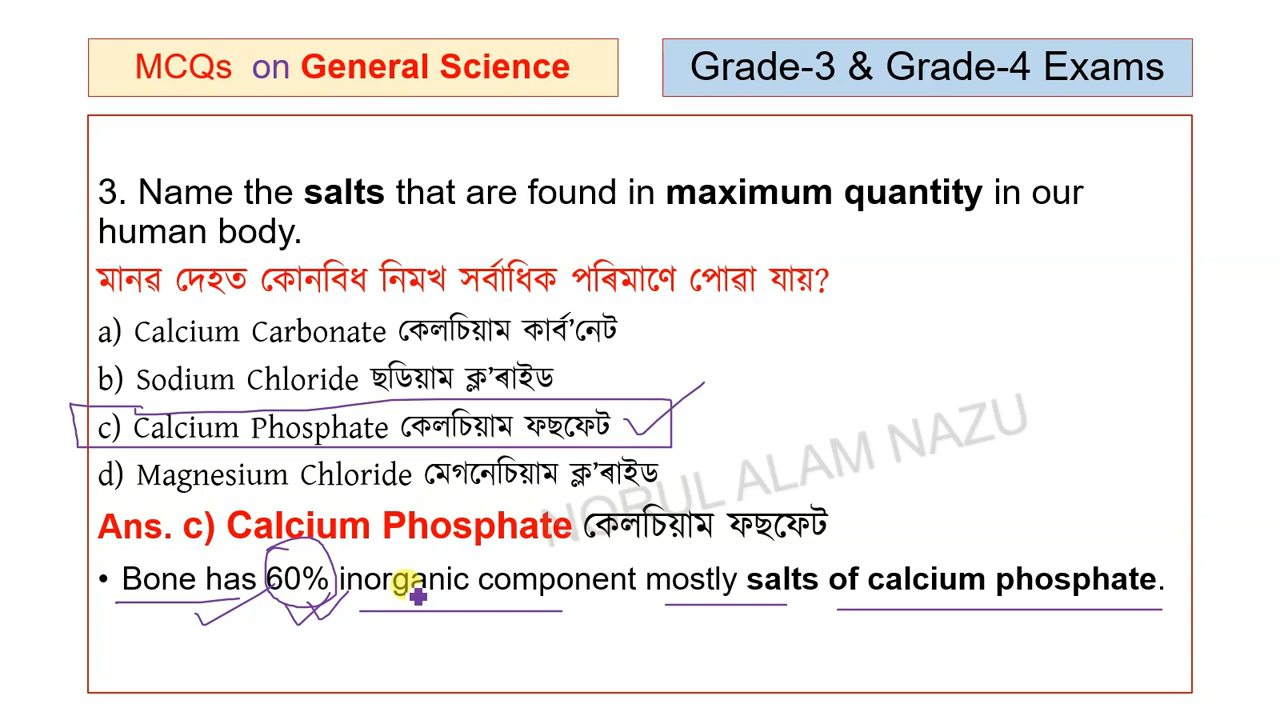 MCQs on General Science
Grade-3 & Grade-4 Exams
3. Name the salts that are found in maximum quantity in our
human body.
মানৱ দেহত কোনবিধ নিমখ সৰ্বাধিক পৰিমাণে পোৱা যায়?
a) Calcium Carbonate কেলচিয়াম কাৰ্ব’নেট
b) Sodium Chloride ছডিয়াম ক্ল’ৰাইড
c) Calcium Phosphate কেলচিয়াম ফছফেট
d) Magnesium Chloride মেগনেচিয়াম ক্ল’ৰাইড
NORUL ALAM NAZU
Ans. c) Calcium Phosphate কেলচিয়াম ফছফেট
• Bone has 60% inorganic component mostly salts of calcium phosphate.